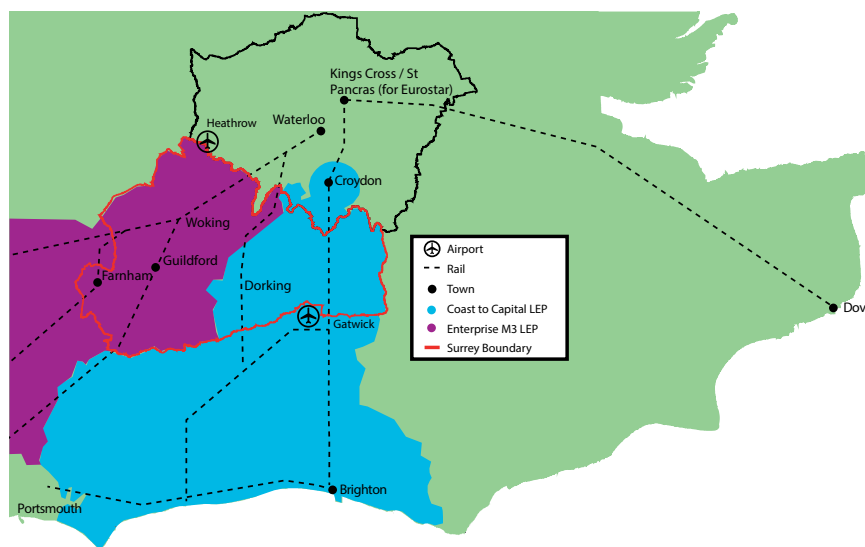 Kings Cross / St
Pancras (for Eurostar)
Waterloo
Heathrow
Croydon
Woking
Guildford
Farnham
Dorking
Gatwick
Airport
Rail
Town
Coast to Capital LEP
Enterprise M3 LEP
Surrey Boundary
Dov
Brighton
Portsmouth